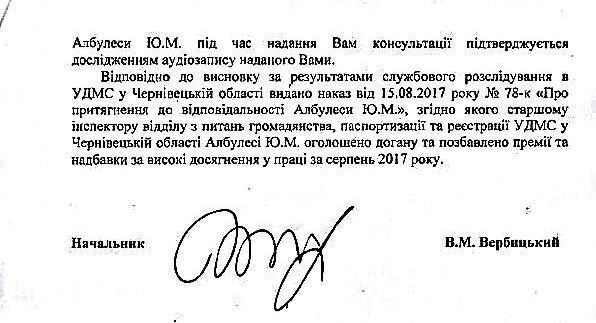 Албулеси Ю.М. під час надання Вам консультації підтверджується
дослідженням аудіозапису наданого Вами.
Відповідно до висновку за результатами службового розслідування в
УДМС у Чернівецькій області видано наказ від 15.08.2017 року № 78-к «Про
притягнення до відповідальності Албулеси Ю.М.», згідно якого старшому
інспектору відділу з питань громадянства, паспортизації та реєстрації УДМС у
Чернівецькій області Албулесі Ю.М. оголошено догану та позбавлено премії та
надбавки за високі досягнення у праці за серпень 2017 року.
Начальник В.М. Вербицький